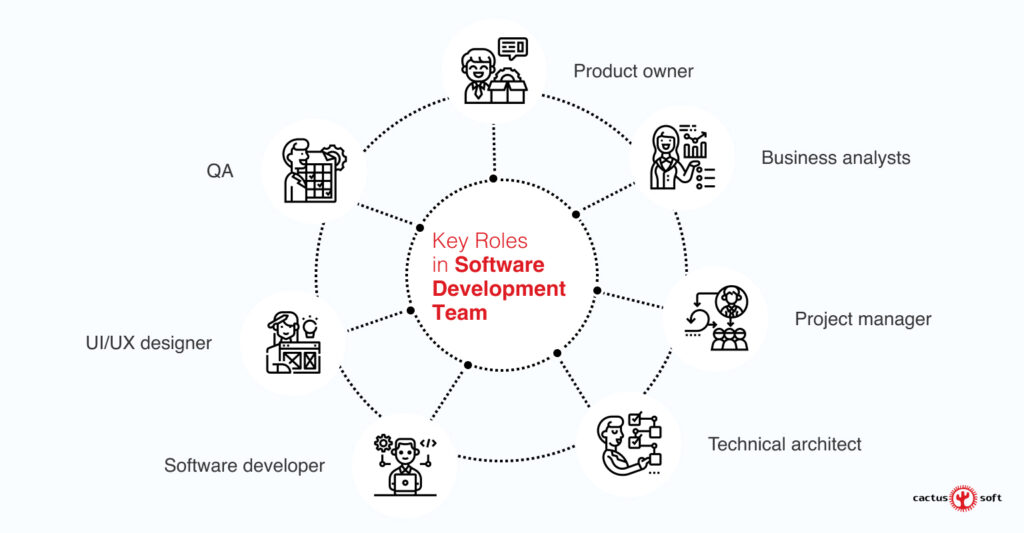 Product owner
Business analysts
Project manager
Technical architect
Software developer
UI/UX designer
QA
Key Roles
in Software
Development
Team
</>
cactus soft